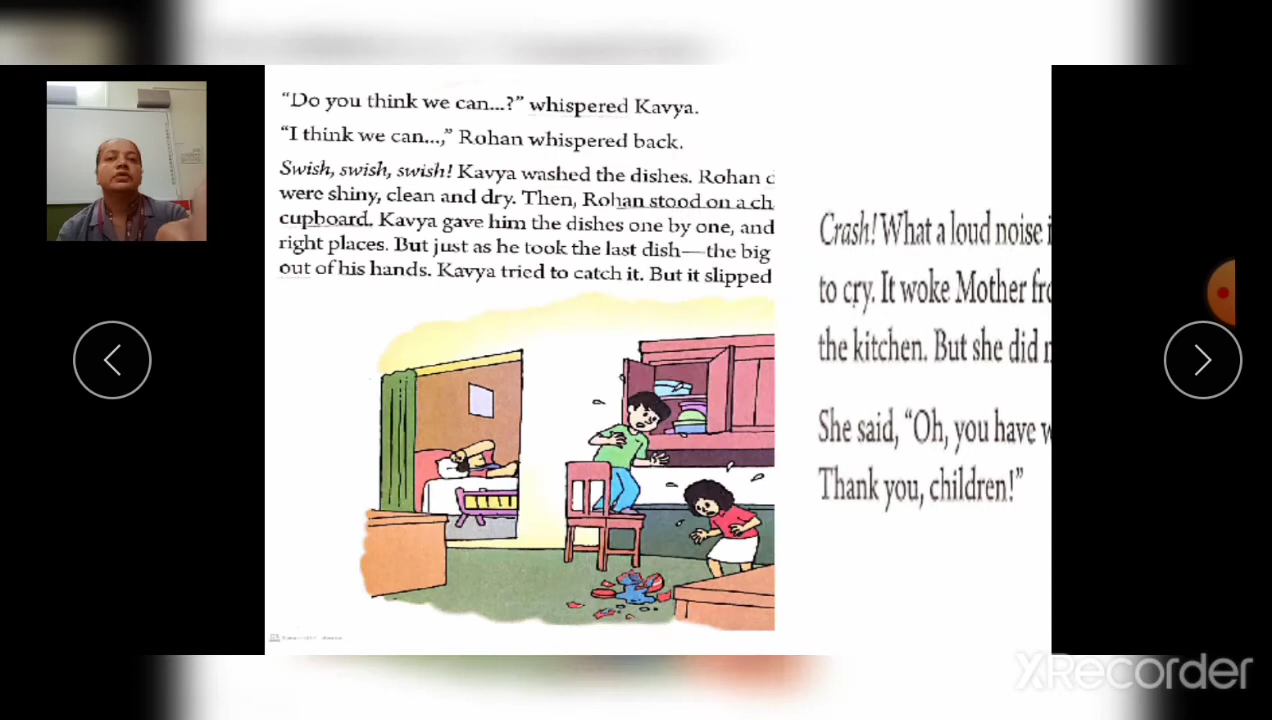 “Do you think we can...?” whispered Kavya.
“I think we can...,” Rohan whispered back.
Swish, swish, swish! Kavya washed the dishes. Rohan
were shiny, clean and dry. Then, Rohan stood on a ch
cupboard. Kavya gave him the dishes one by one, and
right places. But just as he took the last dish—the big
out of his hands. Kavya tried to catch it. But it slipped
Crash! What a loud noise i
to cry. It woke Mother fro
the kitchen. But she did
She said, “Oh, you have
Thank you, children!”
XRecorder